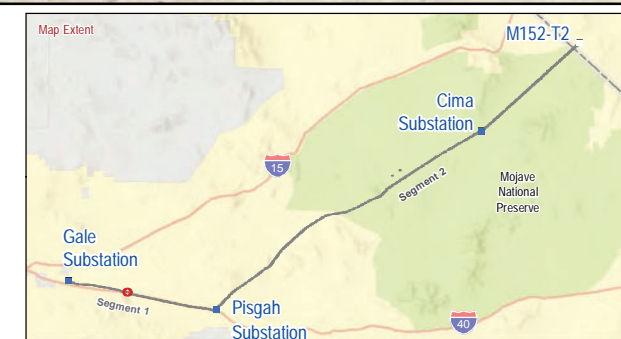 Map Extent
M152-T2
Cima
Substation
15
Segment 2
Mojave
National
Preserve
Gale
Substation
Segment 1
Pisgah
Substation
40